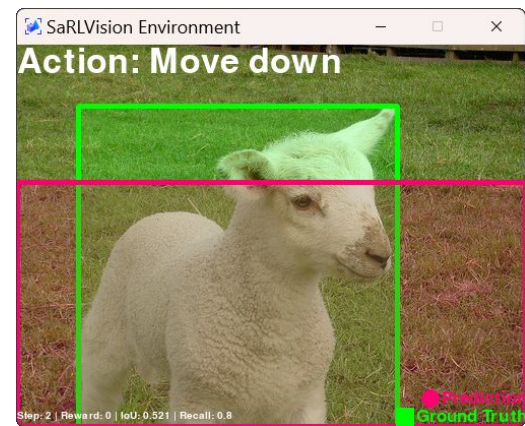 SaRLVision Environment
Action: Move down
Prediction
Step: 2 | Reward: 0 | IoU: 0.521 | Recall: 0.8
Ground Truth